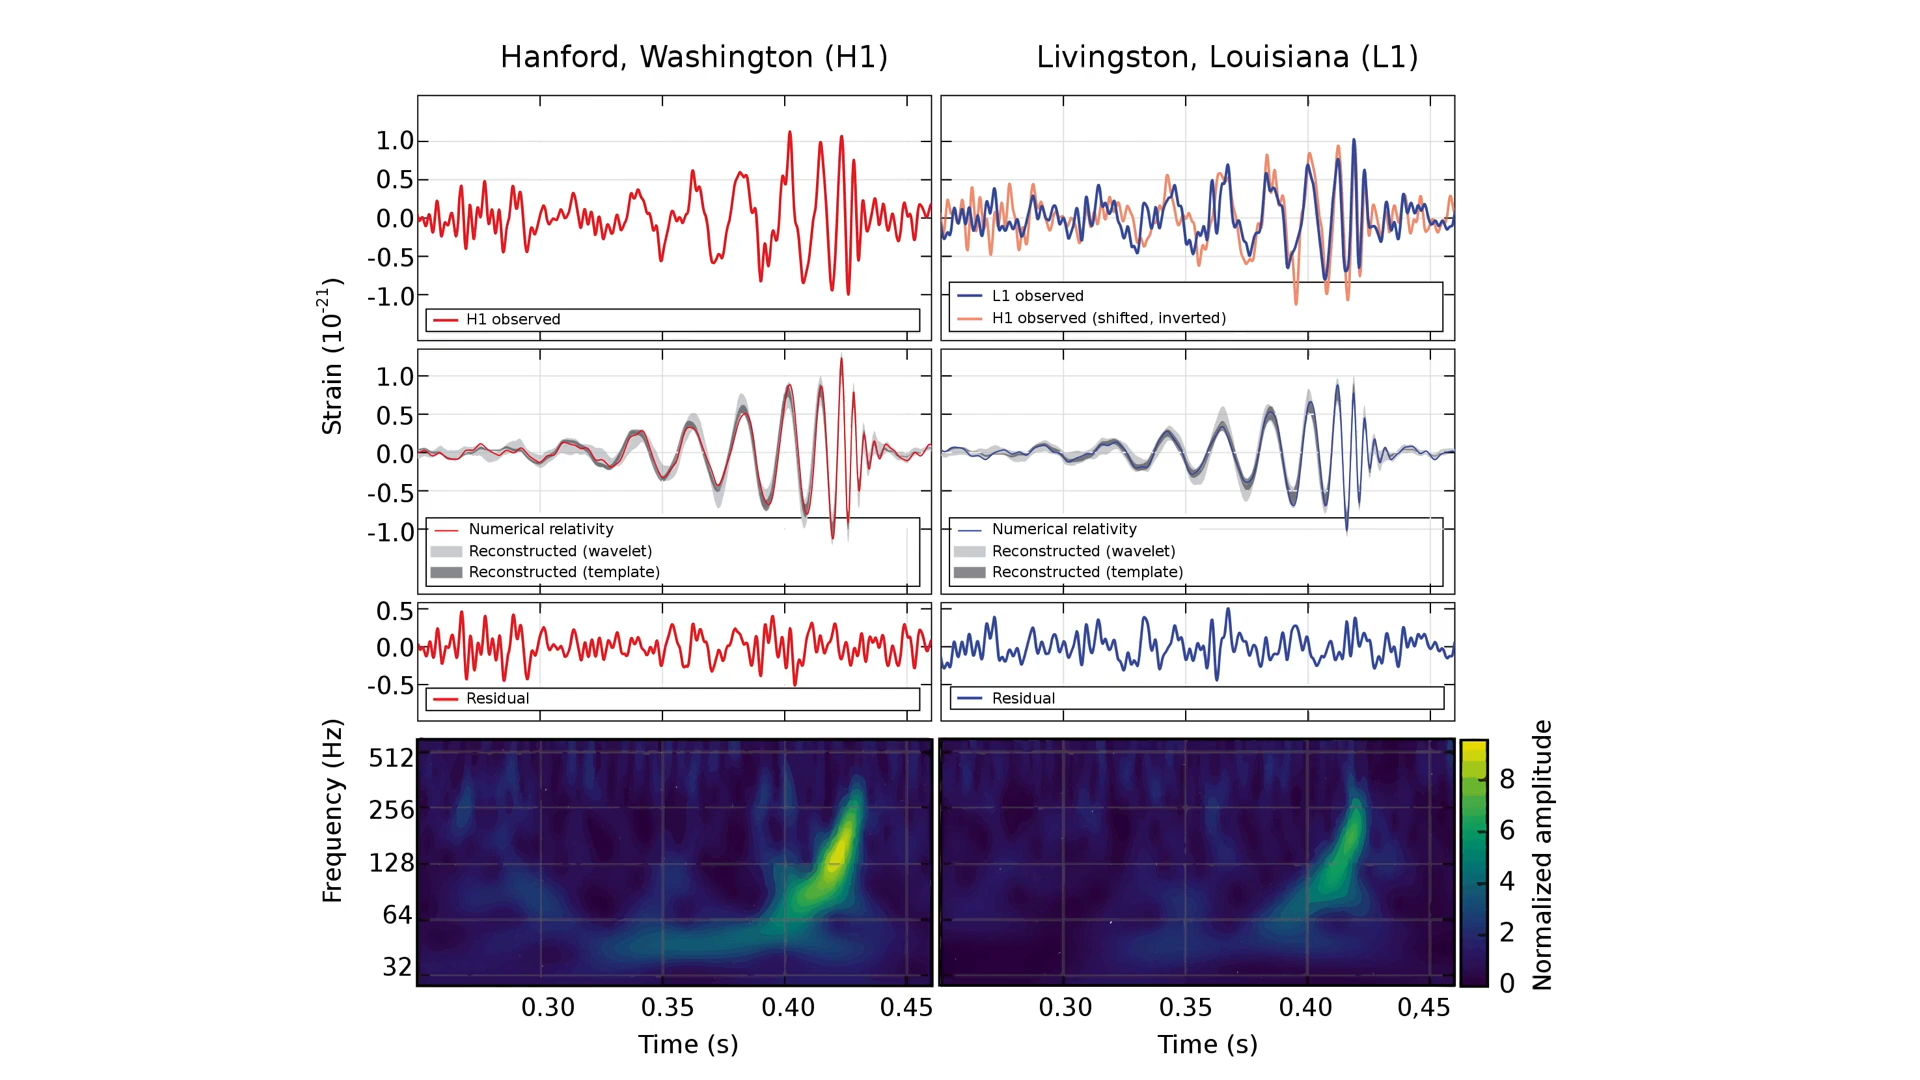 Hanford, Washington (H1)
Livingston, Louisiana (L1)
Strain (10⁻²¹)
1.0
0.5
0.0
-0.5
-1.0
H1 observed
L1 observed
H1 observed (shifted, inverted)
1.0
0.5
0.0
-0.5
-1.0
Numerical relativity
Reconstructed (wavelet)
Reconstructed (template)
Numerical relativity
Reconstructed (wavelet)
Reconstructed (template)
0.5
0.0
-0.5
Residual
Residual
Frequency (Hz)
512
256
128
64
32
0.30 0.35 0.40 0.45
Time (s)
0.30 0.35 0.40 0,45
Time (s)
8
6
4
2
0
Normalized amplitude